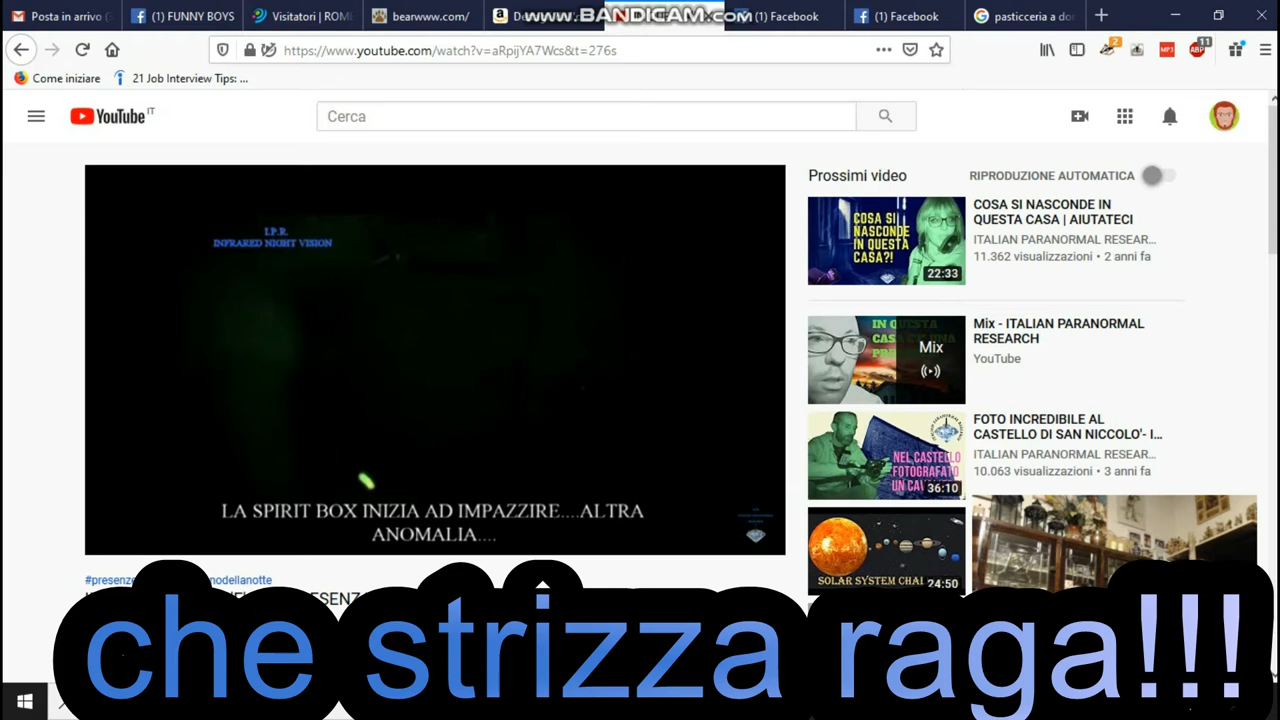 Posta in arrivo (
(1) FUNNY BOYS
Visitatori | ROM
bearwww.com/
www.BANDICAM.com
Facebook
(1) Facebook
pasticceria a do
https://www.youtube.com/watch?v=aRpijYA7Wcs&t=276s
2
MP3
ABP
11
Come iniziare
21 Job Interview Tips: ...
YouTube IT
Cerca
I.P.R.
INFRARED NIGHT VISION
LA SPIRIT BOX INIZIA AD IMPAZZIRE....ALTRA
ANOMALIA....
Prossimi video
RIPRODUZIONE AUTOMATICA
COSA SI
NASCONDE
IN QUESTA
CASA?!
22:33
COSA SI NASCONDE IN
QUESTA CASA | AIUTATECI
ITALIAN PARANORMAL RESEAR...
11.362 visualizzazioni • 2 anni fa
Mix
Mix - ITALIAN PARANORMAL
RESEARCH
YouTube
NEL CASTELLO
FOTOGRAFATO
36:10
FOTO INCREDIBILE AL
CASTELLO DI SAN NICCOLO'- I...
ITALIAN PARANORMAL RESEAR...
10.063 visualizzazioni • 3 anni fa
SOLAR SYSTEM
24:50
che strizza raga!!!